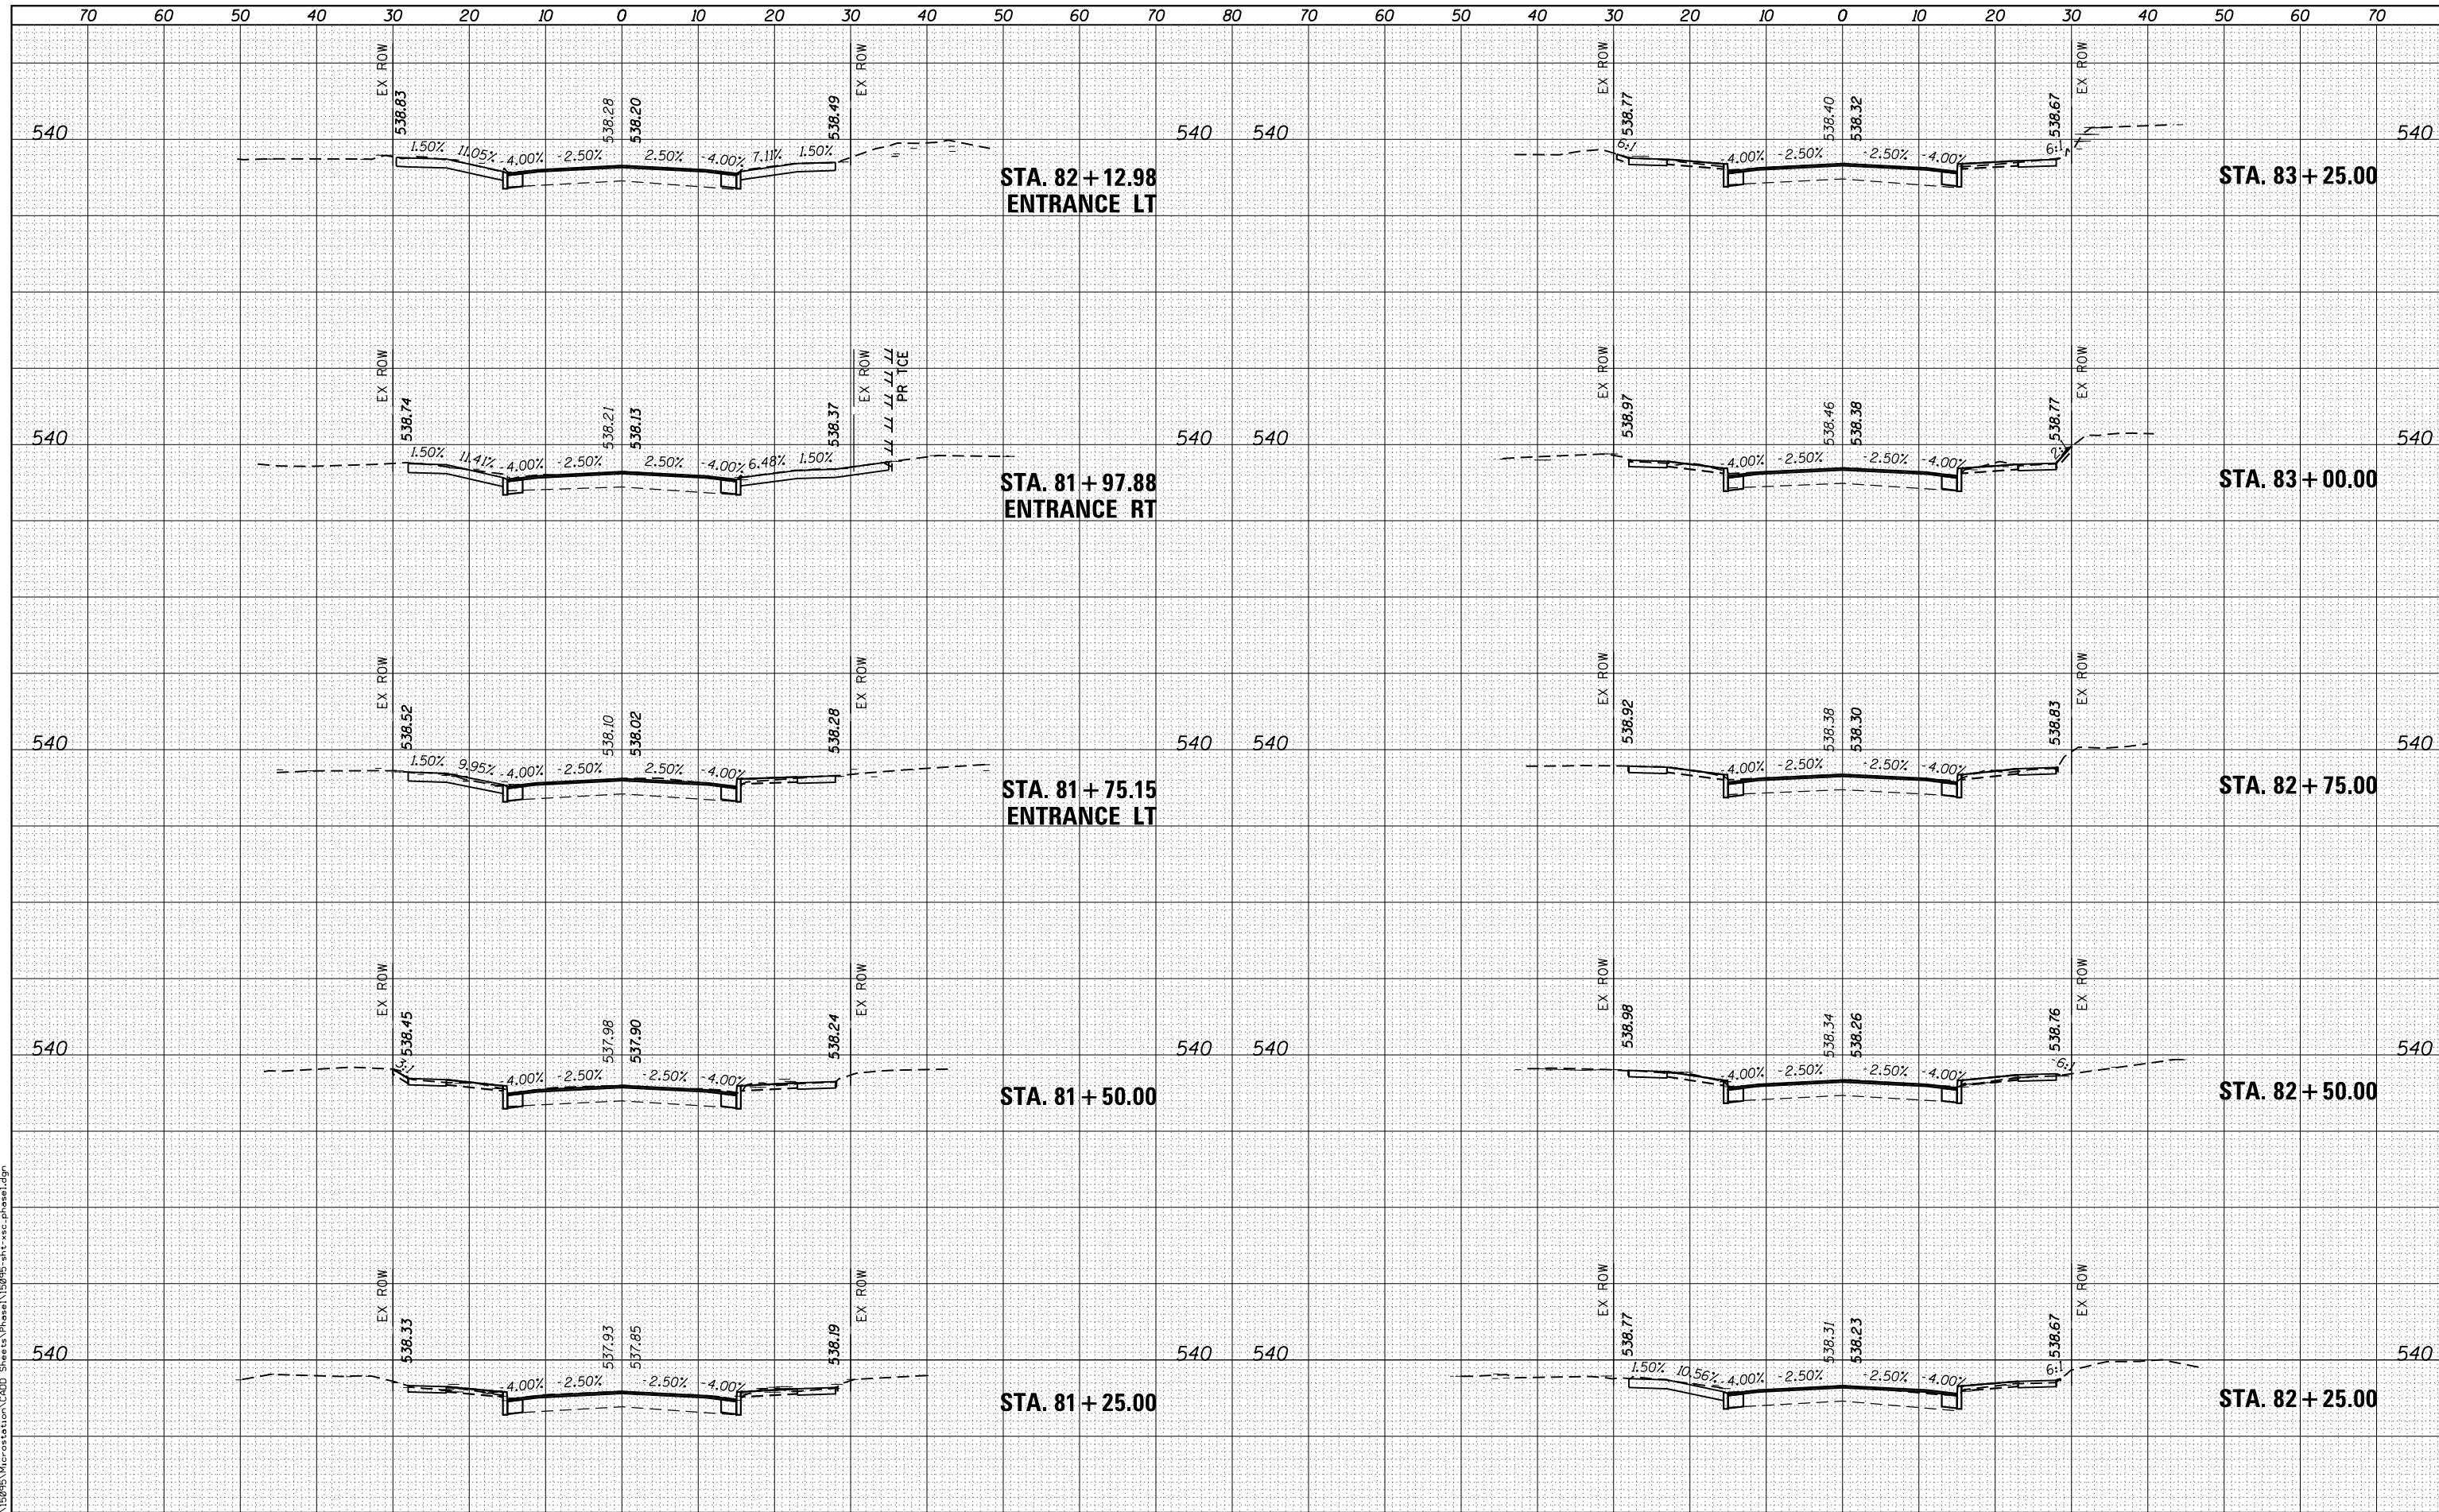 70 60 50 40 30 20 10 0 10 20 30 40 50 60 70 60 50 40 30 20 10 0 10 20 30 40 50 60 70
EX ROW
538.83
538.28
538.20
538.49
EX ROW
540
1.50% 11.05% -4.00% -2.50% 2.50% -4.00% 7.11% 1.50%
540
STA. 82+12.98
ENTRANCE LT
EX ROW
538.74
538.21
538.13
538.37
EX ROW
PR TCE
540
1.50% 11.41% -4.00% -2.50% 2.50% -4.00% 6.48% 1.50%
540
STA. 81+97.88
ENTRANCE RT
EX ROW
538.52
538.10
538.02
538.28
EX ROW
540
1.50% 9.95% -4.00% -2.50% 2.50% -4.00%
540
STA. 81+75.15
ENTRANCE LT
EX ROW
538.45
537.98
537.90
538.24
EX ROW
540
3:1 -4.00% -2.50% -2.50% -4.00%
540
STA. 81+50.00
EX ROW
538.33
537.93
537.85
538.19
EX ROW
540
-4.00% -2.50% -2.50% -4.00%
540
STA. 81+25.00
EX ROW
538.77
538.40
538.32
538.67
EX ROW
540
6:1 -4.00% -2.50% -2.50% -4.00% 6:1
540
STA. 83+25.00
EX ROW
538.97
538.46
538.38
538.77
EX ROW
540
-4.00% -2.50% -2.50% -4.00%
540
STA. 83+00.00
EX ROW
538.92
538.38
538.30
538.83
EX ROW
540
-4.00% -2.50% -2.50% -4.00%
540
STA. 82+75.00
EX ROW
538.98
538.34
538.26
538.76
EX ROW
540
-4.00% -2.50% -2.50% -4.00% -6:1
540
STA. 82+50.00
EX ROW
538.77
538.31
538.23
538.67
EX ROW
540
1.50% 10.56% -4.00% -2.50% -2.50% -4.00% 6:1
540
STA. 82+25.00